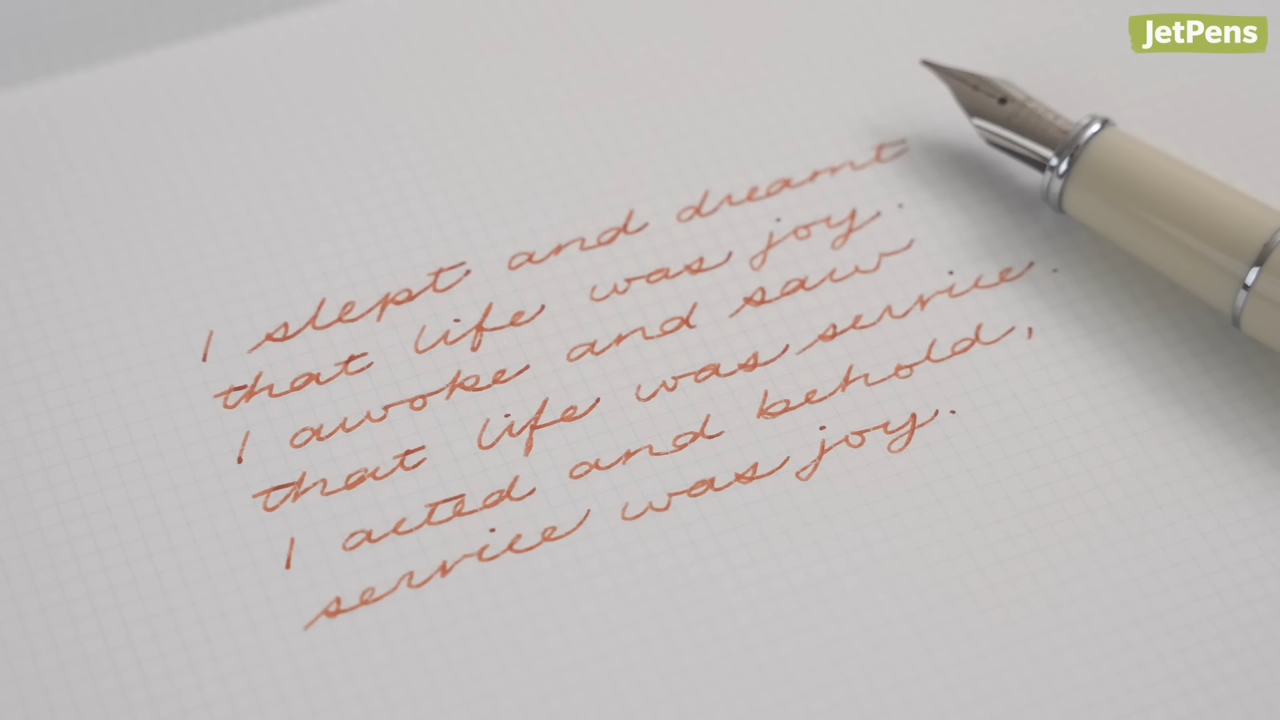 JetPens
I slept and dreamt
that life was joy.
I awoke and saw
that life was service.
I acted and behold,
service was joy.